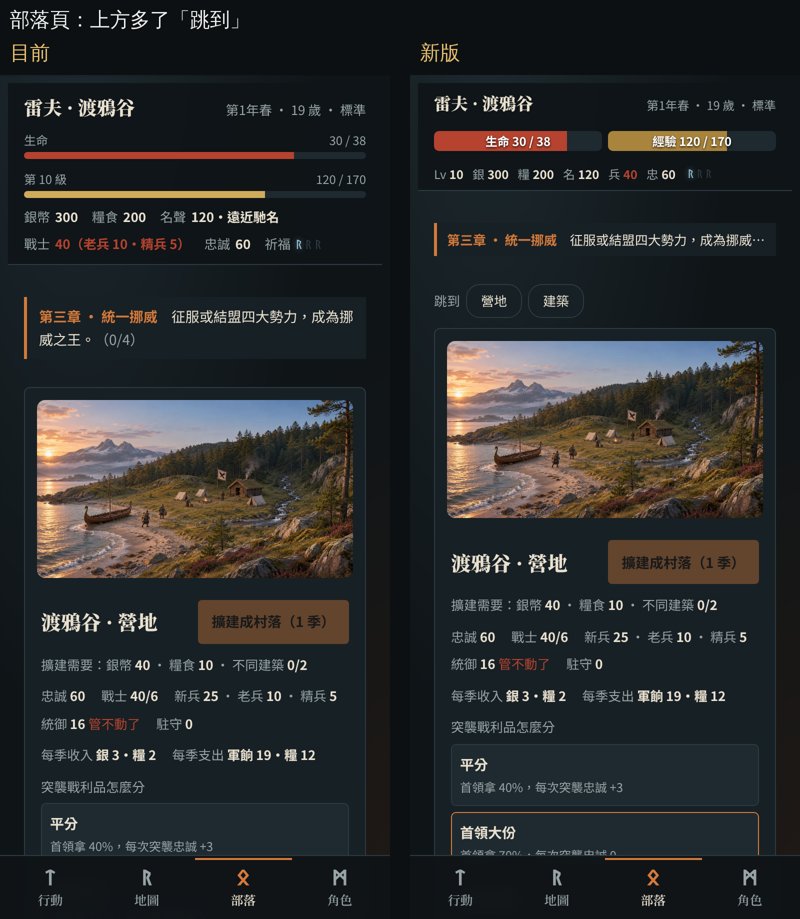 部落頁：上方多了「跳到」
目前
雷夫·渡鴉谷
第1年春 · 19 歲 · 標準
生命
30 / 38
第 10 級
120 / 170
銀幣 300 糧食 200 名聲 120·遠近馳名
戰士 40（老兵 10·精兵 5） 忠誠 60 祈福 ᚱᚱᚱ
第三章 · 統一挪威 征服或結盟四大勢力，成為挪
威之王。（0/4）
渡鴉谷·營地
擴建成村落（1 季）
擴建需要：銀幣 40 · 糧食 10 · 不同建築 0/2
忠誠 60 戰士 40/6 新兵 25 · 老兵 10 · 精兵 5
統御 16 管不動了 駐守 0
每季收入 銀 3·糧 2 每季支出 軍餉 19·糧 12
突襲戰利品怎麼分
平分
首領拿 40%，每次突襲忠誠 +3
ᛏ ᚱ ᛟ ᛗ
行動 地圖 部落 角色
新版
雷夫·渡鴉谷
第1年春 · 19 歲 · 標準
生命 30 / 38
經驗 120 / 170
Lv 10 銀 300 糧 200 名 120 兵 40 忠 60 ᚱᚱᚱ
第三章 · 統一挪威 征服或結盟四大勢力，成為挪威…
跳到 營地 建築
渡鴉谷·營地
擴建成村落（1 季）
擴建需要：銀幣 40 · 糧食 10 · 不同建築 0/2
忠誠 60 戰士 40/6 新兵 25 · 老兵 10 · 精兵 5
統御 16 管不動了 駐守 0
每季收入 銀 3·糧 2 每季支出 軍餉 19·糧 12
突襲戰利品怎麼分
平分
首領拿 40%，每次突襲忠誠 +3
首領大份
ᛏ ᚱ ᛟ ᛗ
行動 地圖 部落 角色